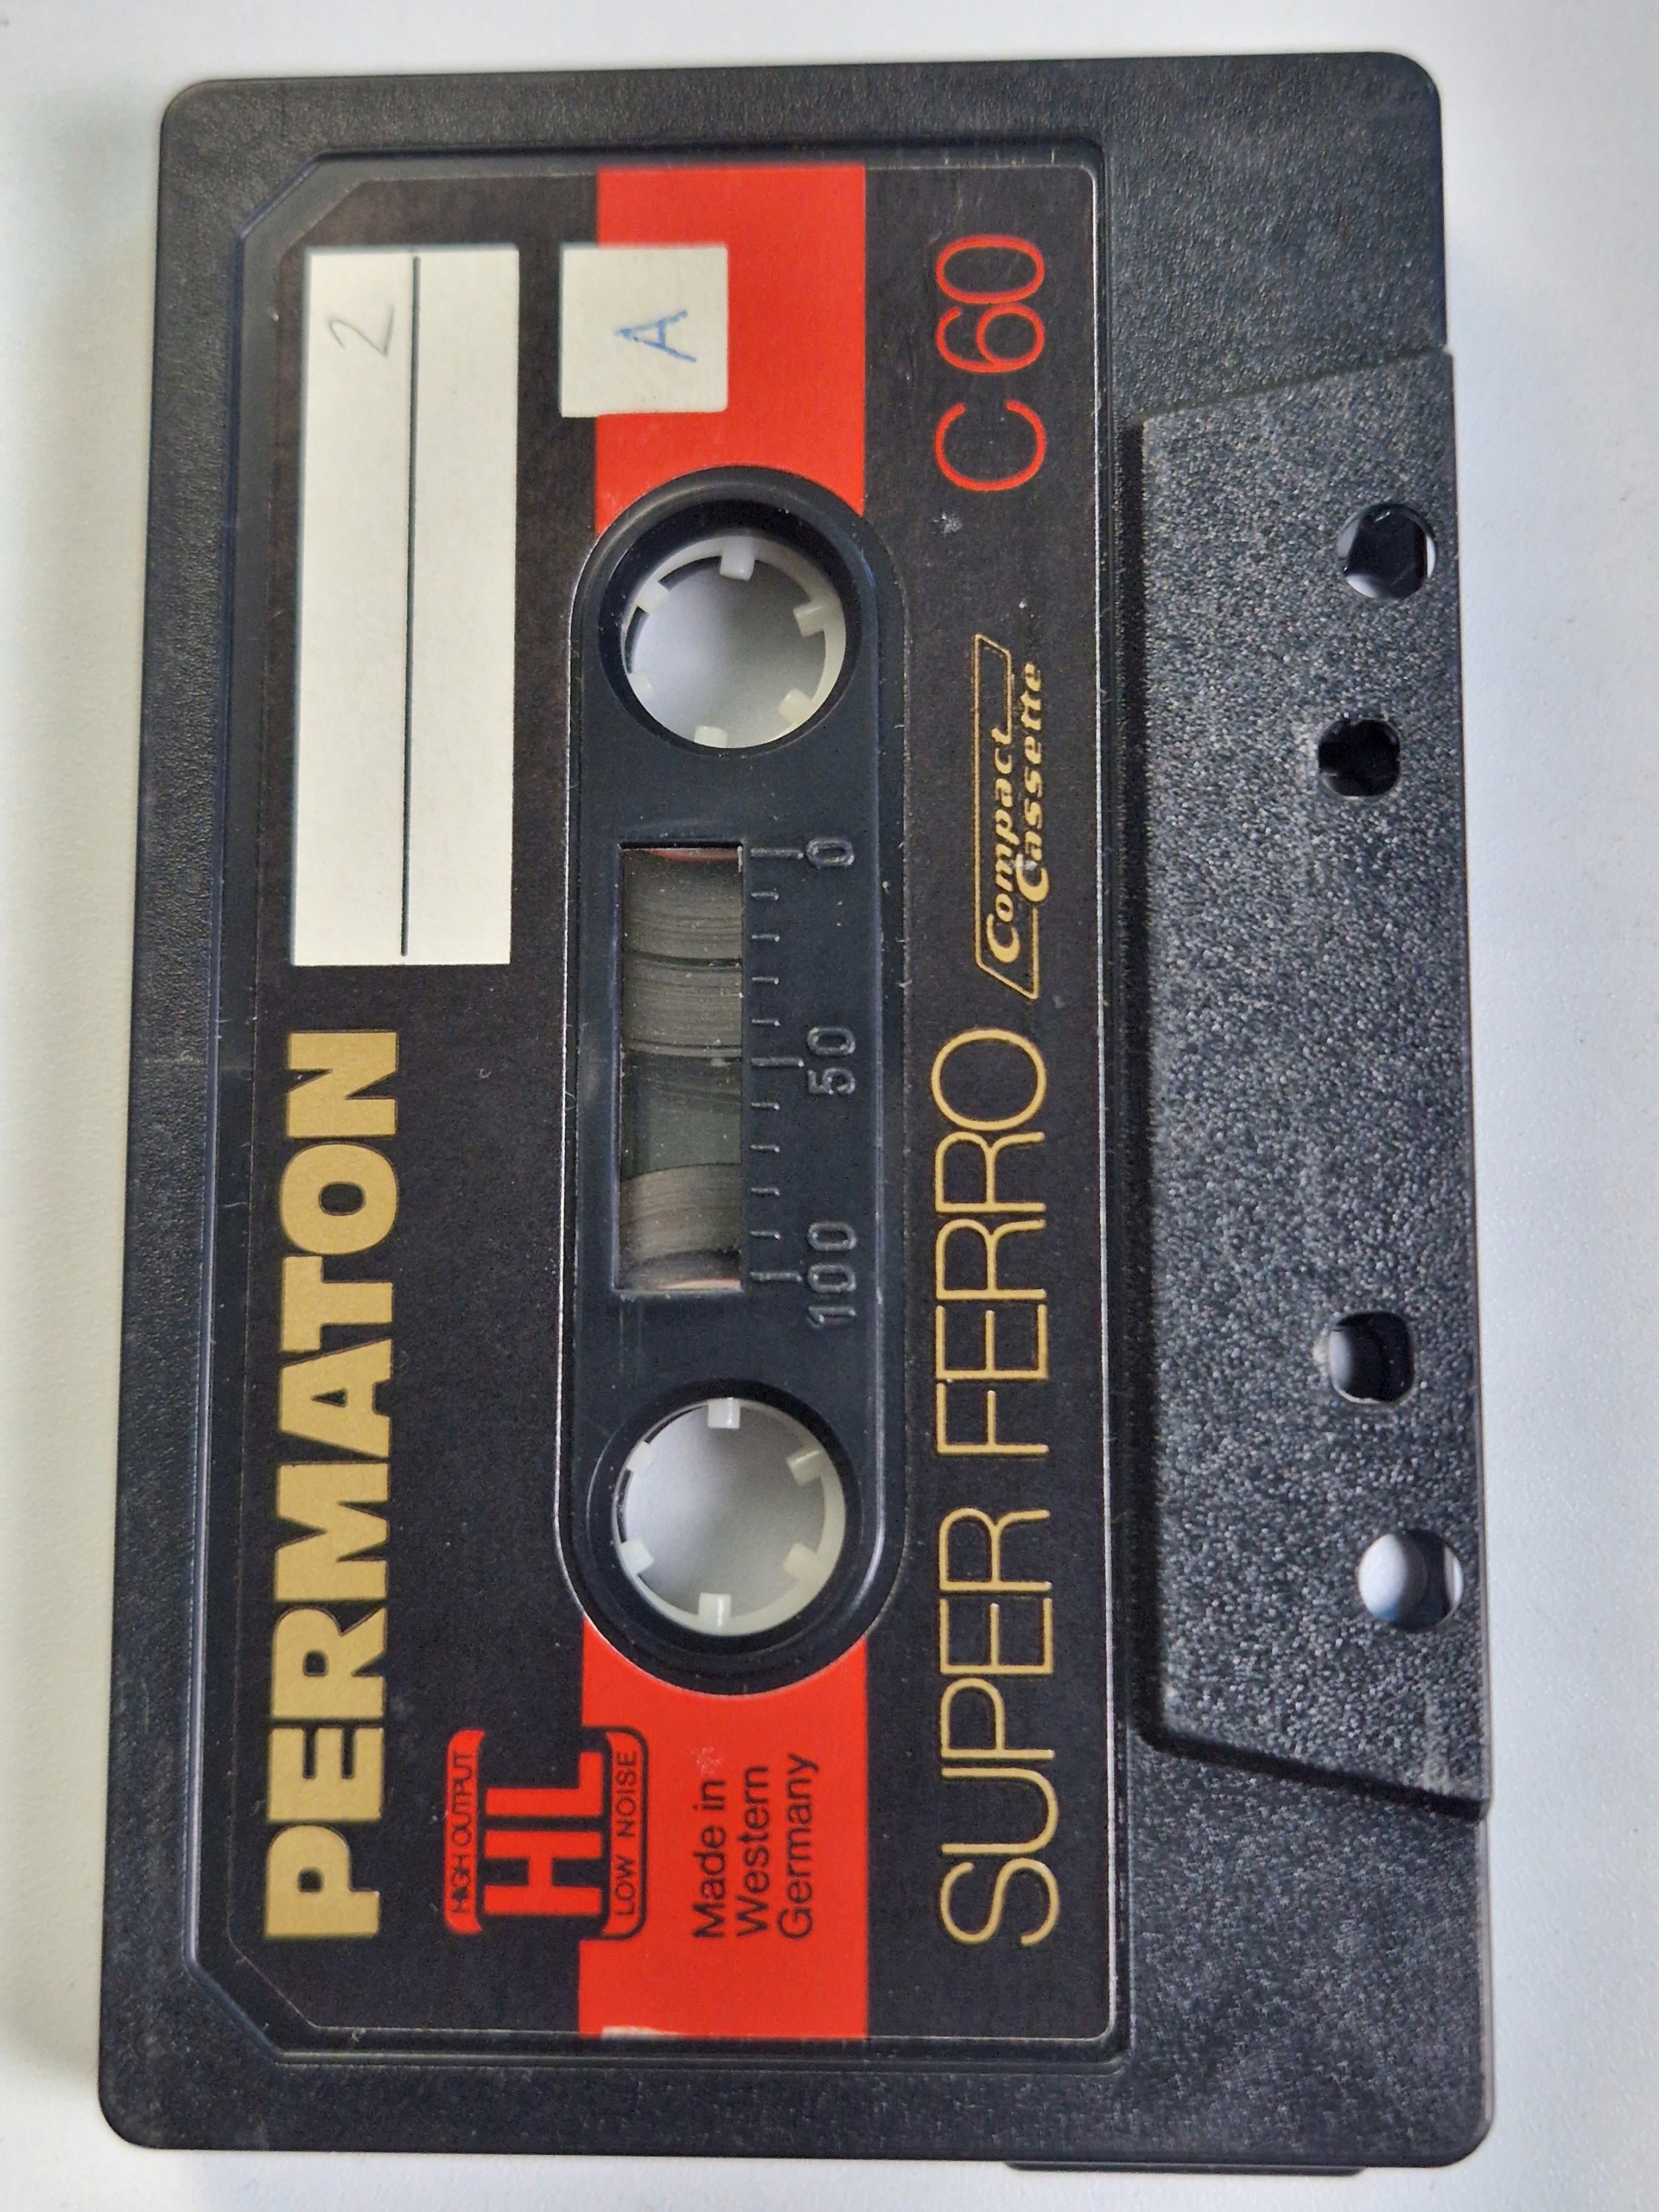 PERMATON
2
HIGH OUTPUT
HL
LOW NOISE
A
Made in
Western
Germany
100 50 0
SUPER FERRO
Compact
Cassette
C 60